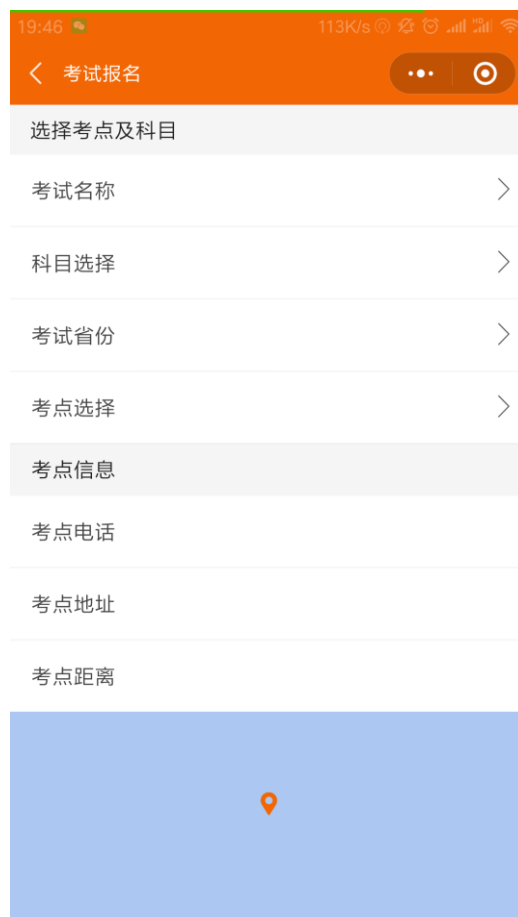 19:46 113K/s HD
考试报名
选择考点及科目
考试名称
科目选择
考试省份
考点选择
考点信息
考点电话
考点地址
考点距离